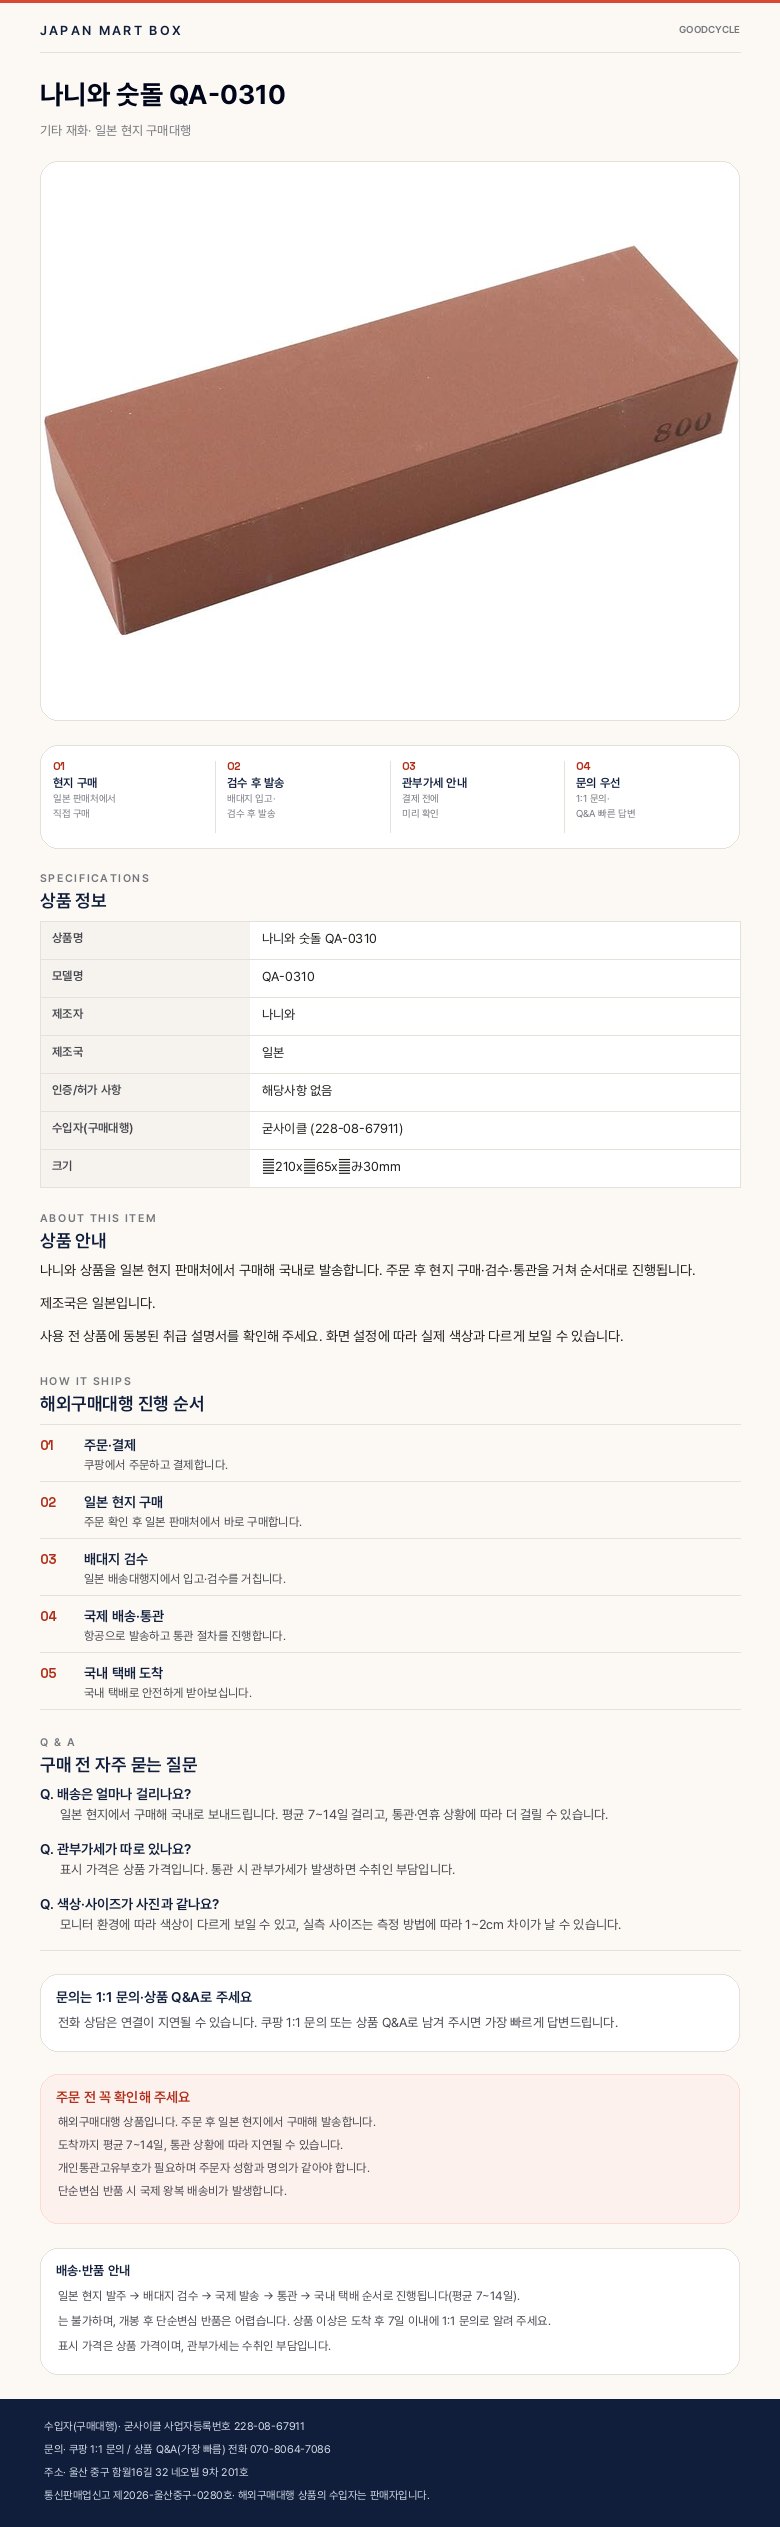 JAPAN MART BOX
GOODCYCLE
나니와 숫돌 QA-0310
기타 재화· 일본 현지 구매대행
800
01
현지 구매
일본 판매처에서
직접 구매
02
검수 후 발송
배대지 입고·
검수 후 발송
03
관부가세 안내
결제 전에
미리 확인
04
문의 우선
1:1 문의·
Q&A 빠른 답변
SPECIFICATIONS
상품 정보
상품명 나니와 숫돌 QA-0310
모델명 QA-0310
제조자 나니와
제조국 일본
인증/허가 사항 해당사항 없음
수입자(구매대행) 굳사이클 (228-08-67911)
크기 210x 65x み30mm
ABOUT THIS ITEM
상품 안내
나니와 상품을 일본 현지 판매처에서 구매해 국내로 발송합니다. 주문 후 현지 구매·검수·통관을 거쳐 순서대로 진행됩니다.
제조국은 일본입니다.
사용 전 상품에 동봉된 취급 설명서를 확인해 주세요. 화면 설정에 따라 실제 색상과 다르게 보일 수 있습니다.
HOW IT SHIPS
해외구매대행 진행 순서
01 주문·결제
쿠팡에서 주문하고 결제합니다.
02 일본 현지 구매
주문 확인 후 일본 판매처에서 바로 구매합니다.
03 배대지 검수
일본 배송대행지에서 입고·검수를 거칩니다.
04 국제 배송·통관
항공으로 발송하고 통관 절차를 진행합니다.
05 국내 택배 도착
국내 택배로 안전하게 받아보십니다.
Q & A
구매 전 자주 묻는 질문
Q. 배송은 얼마나 걸리나요?
일본 현지에서 구매해 국내로 보내드립니다. 평균 7~14일 걸리고, 통관·연휴 상황에 따라 더 걸릴 수 있습니다.
Q. 관부가세가 따로 있나요?
표시 가격은 상품 가격입니다. 통관 시 관부가세가 발생하면 수취인 부담입니다.
Q. 색상·사이즈가 사진과 같나요?
모니터 환경에 따라 색상이 다르게 보일 수 있고, 실측 사이즈는 측정 방법에 따라 1~2cm 차이가 날 수 있습니다.
문의는 1:1 문의·상품 Q&A로 주세요
전화 상담은 연결이 지연될 수 있습니다. 쿠팡 1:1 문의 또는 상품 Q&A로 남겨 주시면 가장 빠르게 답변드립니다.
주문 전 꼭 확인해 주세요
해외구매대행 상품입니다. 주문 후 일본 현지에서 구매해 발송합니다.
도착까지 평균 7~14일, 통관 상황에 따라 지연될 수 있습니다.
개인통관고유부호가 필요하며 주문자 성함과 명의가 같아야 합니다.
단순변심 반품 시 국제 왕복 배송비가 발생합니다.
배송·반품 안내
일본 현지 발주 → 배대지 검수 → 국제 발송 → 통관 → 국내 택배 순서로 진행됩니다(평균 7~14일).
는 불가하며, 개봉 후 단순변심 반품은 어렵습니다. 상품 이상은 도착 후 7일 이내에 1:1 문의로 알려 주세요.
표시 가격은 상품 가격이며, 관부가세는 수취인 부담입니다.
수입자(구매대행)· 굳사이클 사업자등록번호 228-08-67911
문의· 쿠팡 1:1 문의 / 상품 Q&A(가장 빠름) 전화 070-8064-7086
주소· 울산 중구 함월16길 32 네오빌 9차 201호
통신판매업신고 제2026-울산중구-0280호· 해외구매대행 상품의 수입자는 판매자입니다.